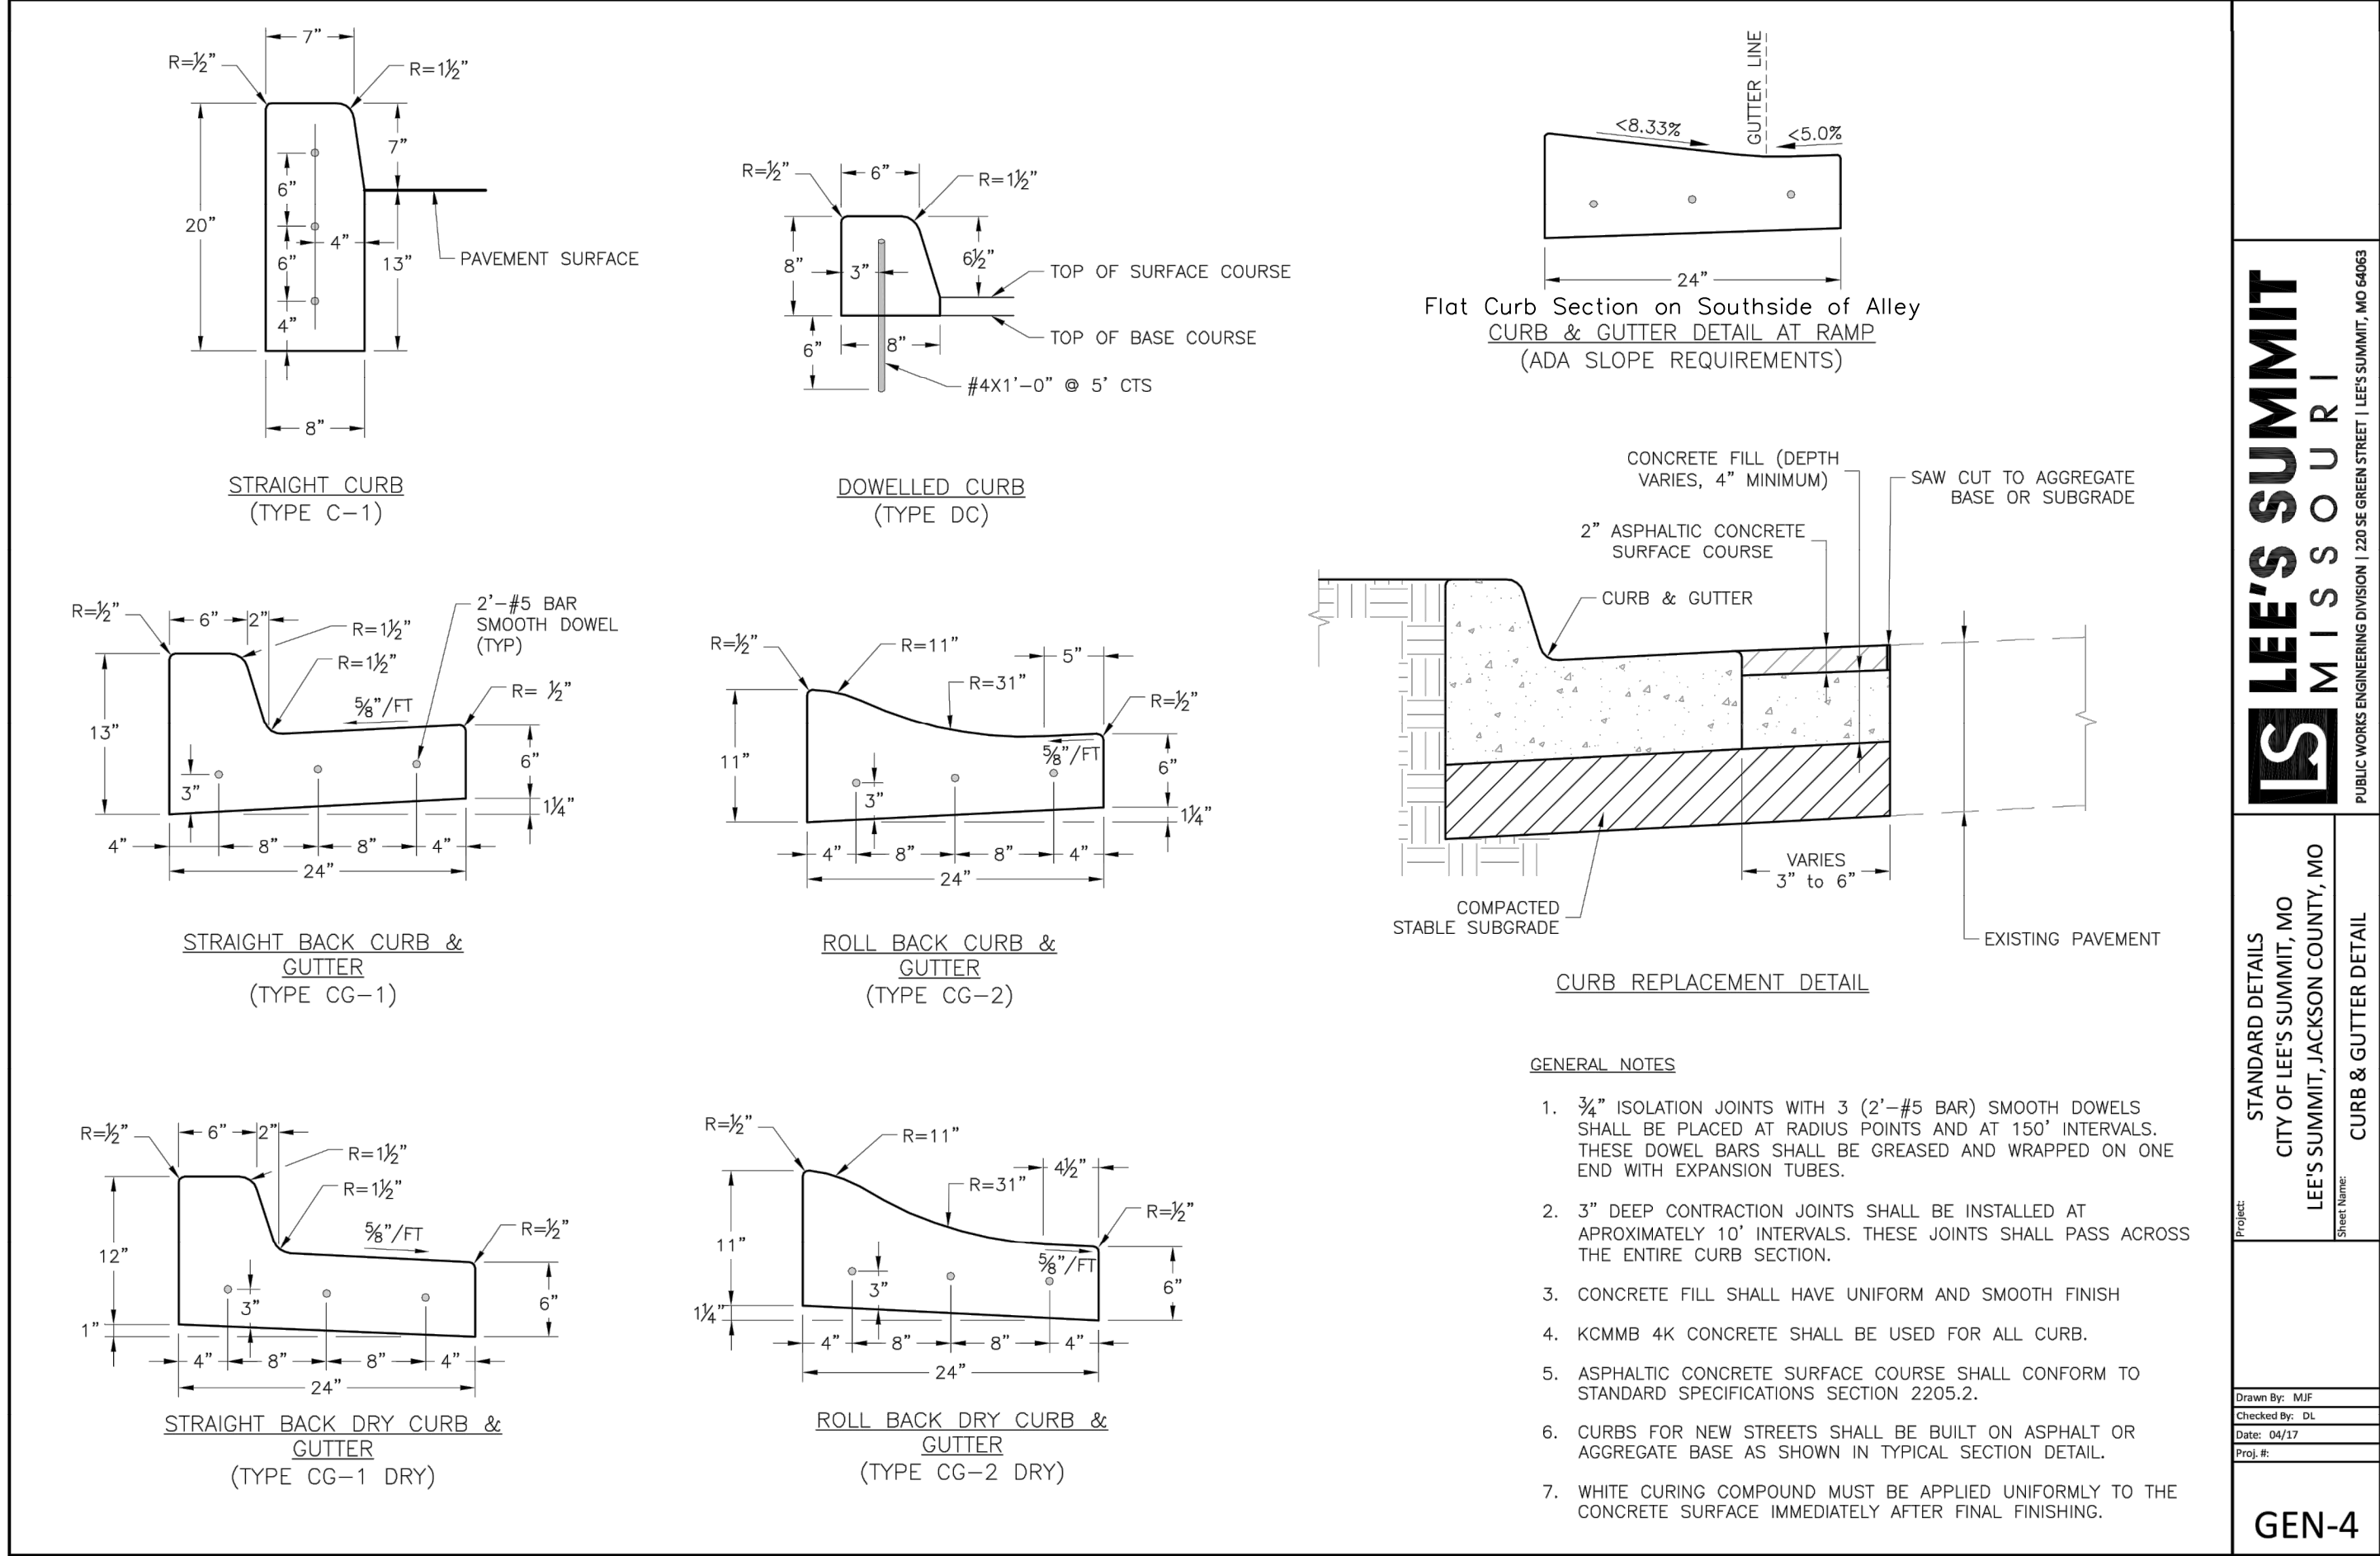 7”
R=½”
R=1½”
7”
6”
20”
4”
6”
13”
PAVEMENT SURFACE
4”
8”
STRAIGHT CURB
(TYPE C-1)
R=½”
6”
R=1½”
8”
3”
6½”
TOP OF SURFACE COURSE
TOP OF BASE COURSE
6”
8”
#4X1'-0” @ 5' CTS
DOWELLED CURB
(TYPE DC)
GUTTER LINE
<8.33%
<5.0%
24”
Flat Curb Section on Southside of Alley
CURB & GUTTER DETAIL AT RAMP
(ADA SLOPE REQUIREMENTS)
R=½”
6”
2”
R=1½”
R=1½”
2'-#5 BAR
SMOOTH DOWEL
(TYP)
⅝”/FT
R= ½”
13”
3”
6”
1¼”
4”
8”
8”
4”
24”
STRAIGHT BACK CURB &
GUTTER
(TYPE CG-1)
R=½”
R=11”
5”
R=31”
R=½”
11”
⅝”/FT
6”
3”
1¼”
4”
8”
8”
4”
24”
ROLL BACK CURB &
GUTTER
(TYPE CG-2)
CONCRETE FILL (DEPTH
VARIES, 4” MINIMUM)
SAW CUT TO AGGREGATE
BASE OR SUBGRADE
2” ASPHALTIC CONCRETE
SURFACE COURSE
CURB & GUTTER
VARIES
3” to 6”
COMPACTED
STABLE SUBGRADE
EXISTING PAVEMENT
CURB REPLACEMENT DETAIL
R=½”
6”
2”
R=1½”
R=1½”
⅝”/FT
R=½”
12”
3”
6”
1”
4”
8”
8”
4”
24”
STRAIGHT BACK DRY CURB &
GUTTER
(TYPE CG-1 DRY)
R=½”
R=11”
4½”
R=31”
R=½”
11”
⅝”/FT
3”
6”
1¼”
4”
8”
8”
4”
24”
ROLL BACK DRY CURB &
GUTTER
(TYPE CG-2 DRY)
GENERAL NOTES
1. ¾” ISOLATION JOINTS WITH 3 (2'-#5 BAR) SMOOTH DOWELS
SHALL BE PLACED AT RADIUS POINTS AND AT 150' INTERVALS.
THESE DOWEL BARS SHALL BE GREASED AND WRAPPED ON ONE
END WITH EXPANSION TUBES.
2. 3” DEEP CONTRACTION JOINTS SHALL BE INSTALLED AT
APROXIMATELY 10' INTERVALS. THESE JOINTS SHALL PASS ACROSS
THE ENTIRE CURB SECTION.
3. CONCRETE FILL SHALL HAVE UNIFORM AND SMOOTH FINISH
4. KCMMB 4K CONCRETE SHALL BE USED FOR ALL CURB.
5. ASPHALTIC CONCRETE SURFACE COURSE SHALL CONFORM TO
STANDARD SPECIFICATIONS SECTION 2205.2.
6. CURBS FOR NEW STREETS SHALL BE BUILT ON ASPHALT OR
AGGREGATE BASE AS SHOWN IN TYPICAL SECTION DETAIL.
7. WHITE CURING COMPOUND MUST BE APPLIED UNIFORMLY TO THE
CONCRETE SURFACE IMMEDIATELY AFTER FINAL FINISHING.
LS LEE'S SUMMIT
MISSOURI
PUBLIC WORKS ENGINEERING DIVISION | 220 SE GREEN STREET | LEE'S SUMMIT, MO 64063
Project:
STANDARD DETAILS
CITY OF LEE'S SUMMIT, MO
LEE'S SUMMIT, JACKSON COUNTY, MO
Sheet Name:
CURB & GUTTER DETAIL
Drawn By: MJF
Checked By: DL
Date: 04/17
Proj. #:
GEN-4